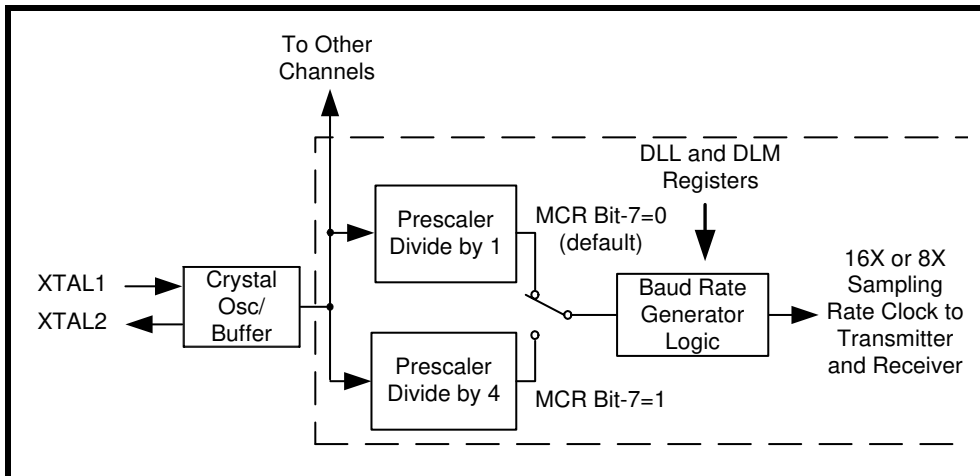 To Other
Channels
DLL and DLM
Registers
Prescaler
Divide by 1
MCR Bit-7=0
(default)
XTAL1
XTAL2
Crystal
Osc/
Buffer
Baud Rate
Generator
Logic
16X or 8X
Sampling
Rate Clock to
Transmitter
and Receiver
Prescaler
Divide by 4
MCR Bit-7=1